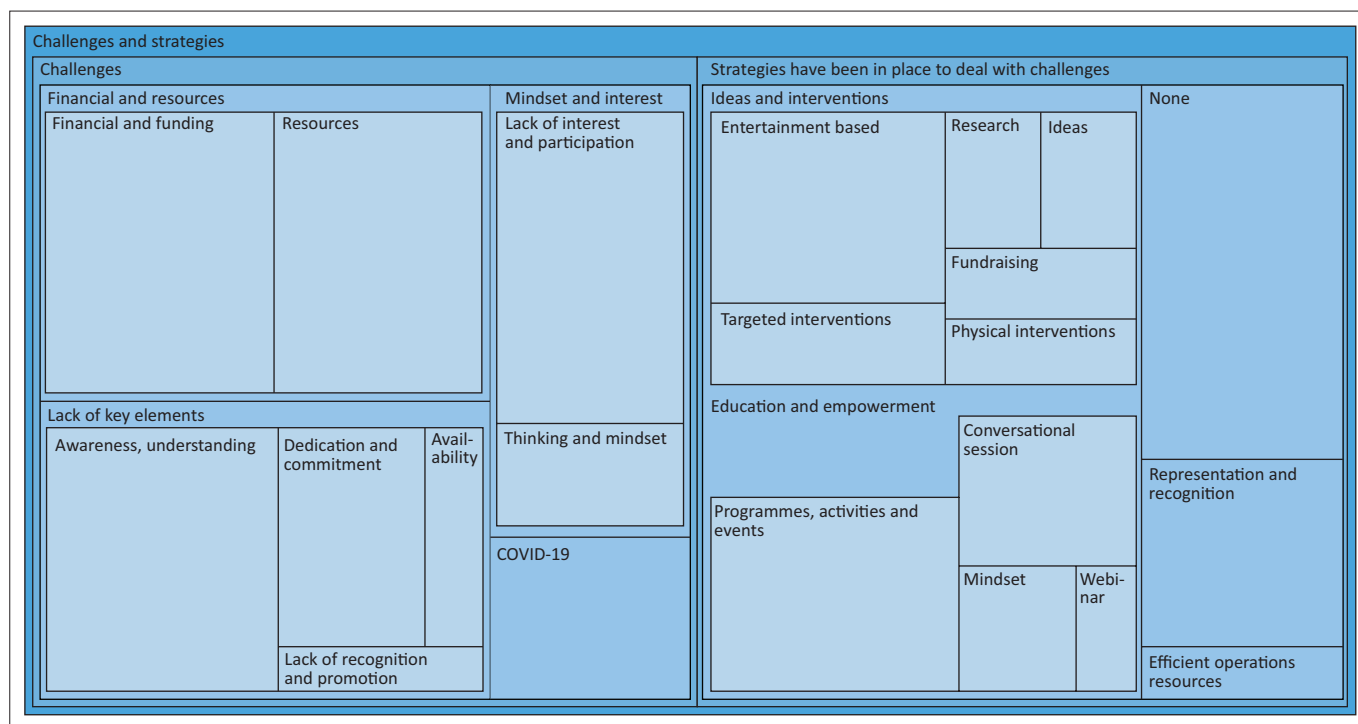 Challenges and strategies
Challenges
Financial and resources
Financial and funding
Resources
Mindset and interest
Lack of interest
and participation
Thinking and mindset
Lack of key elements
Awareness, understanding
Dedication and
commitment
Avail-
ability
Lack of recognition
and promotion
COVID-19
Strategies have been in place to deal with challenges
Ideas and interventions
Entertainment based
Research
Ideas
Fundraising
Targeted interventions
Physical interventions
Education and empowerment
Conversational
session
Programmes, activities and
events
Mindset
Webi-
nar
None
Representation and
recognition
Efficient operations
resources